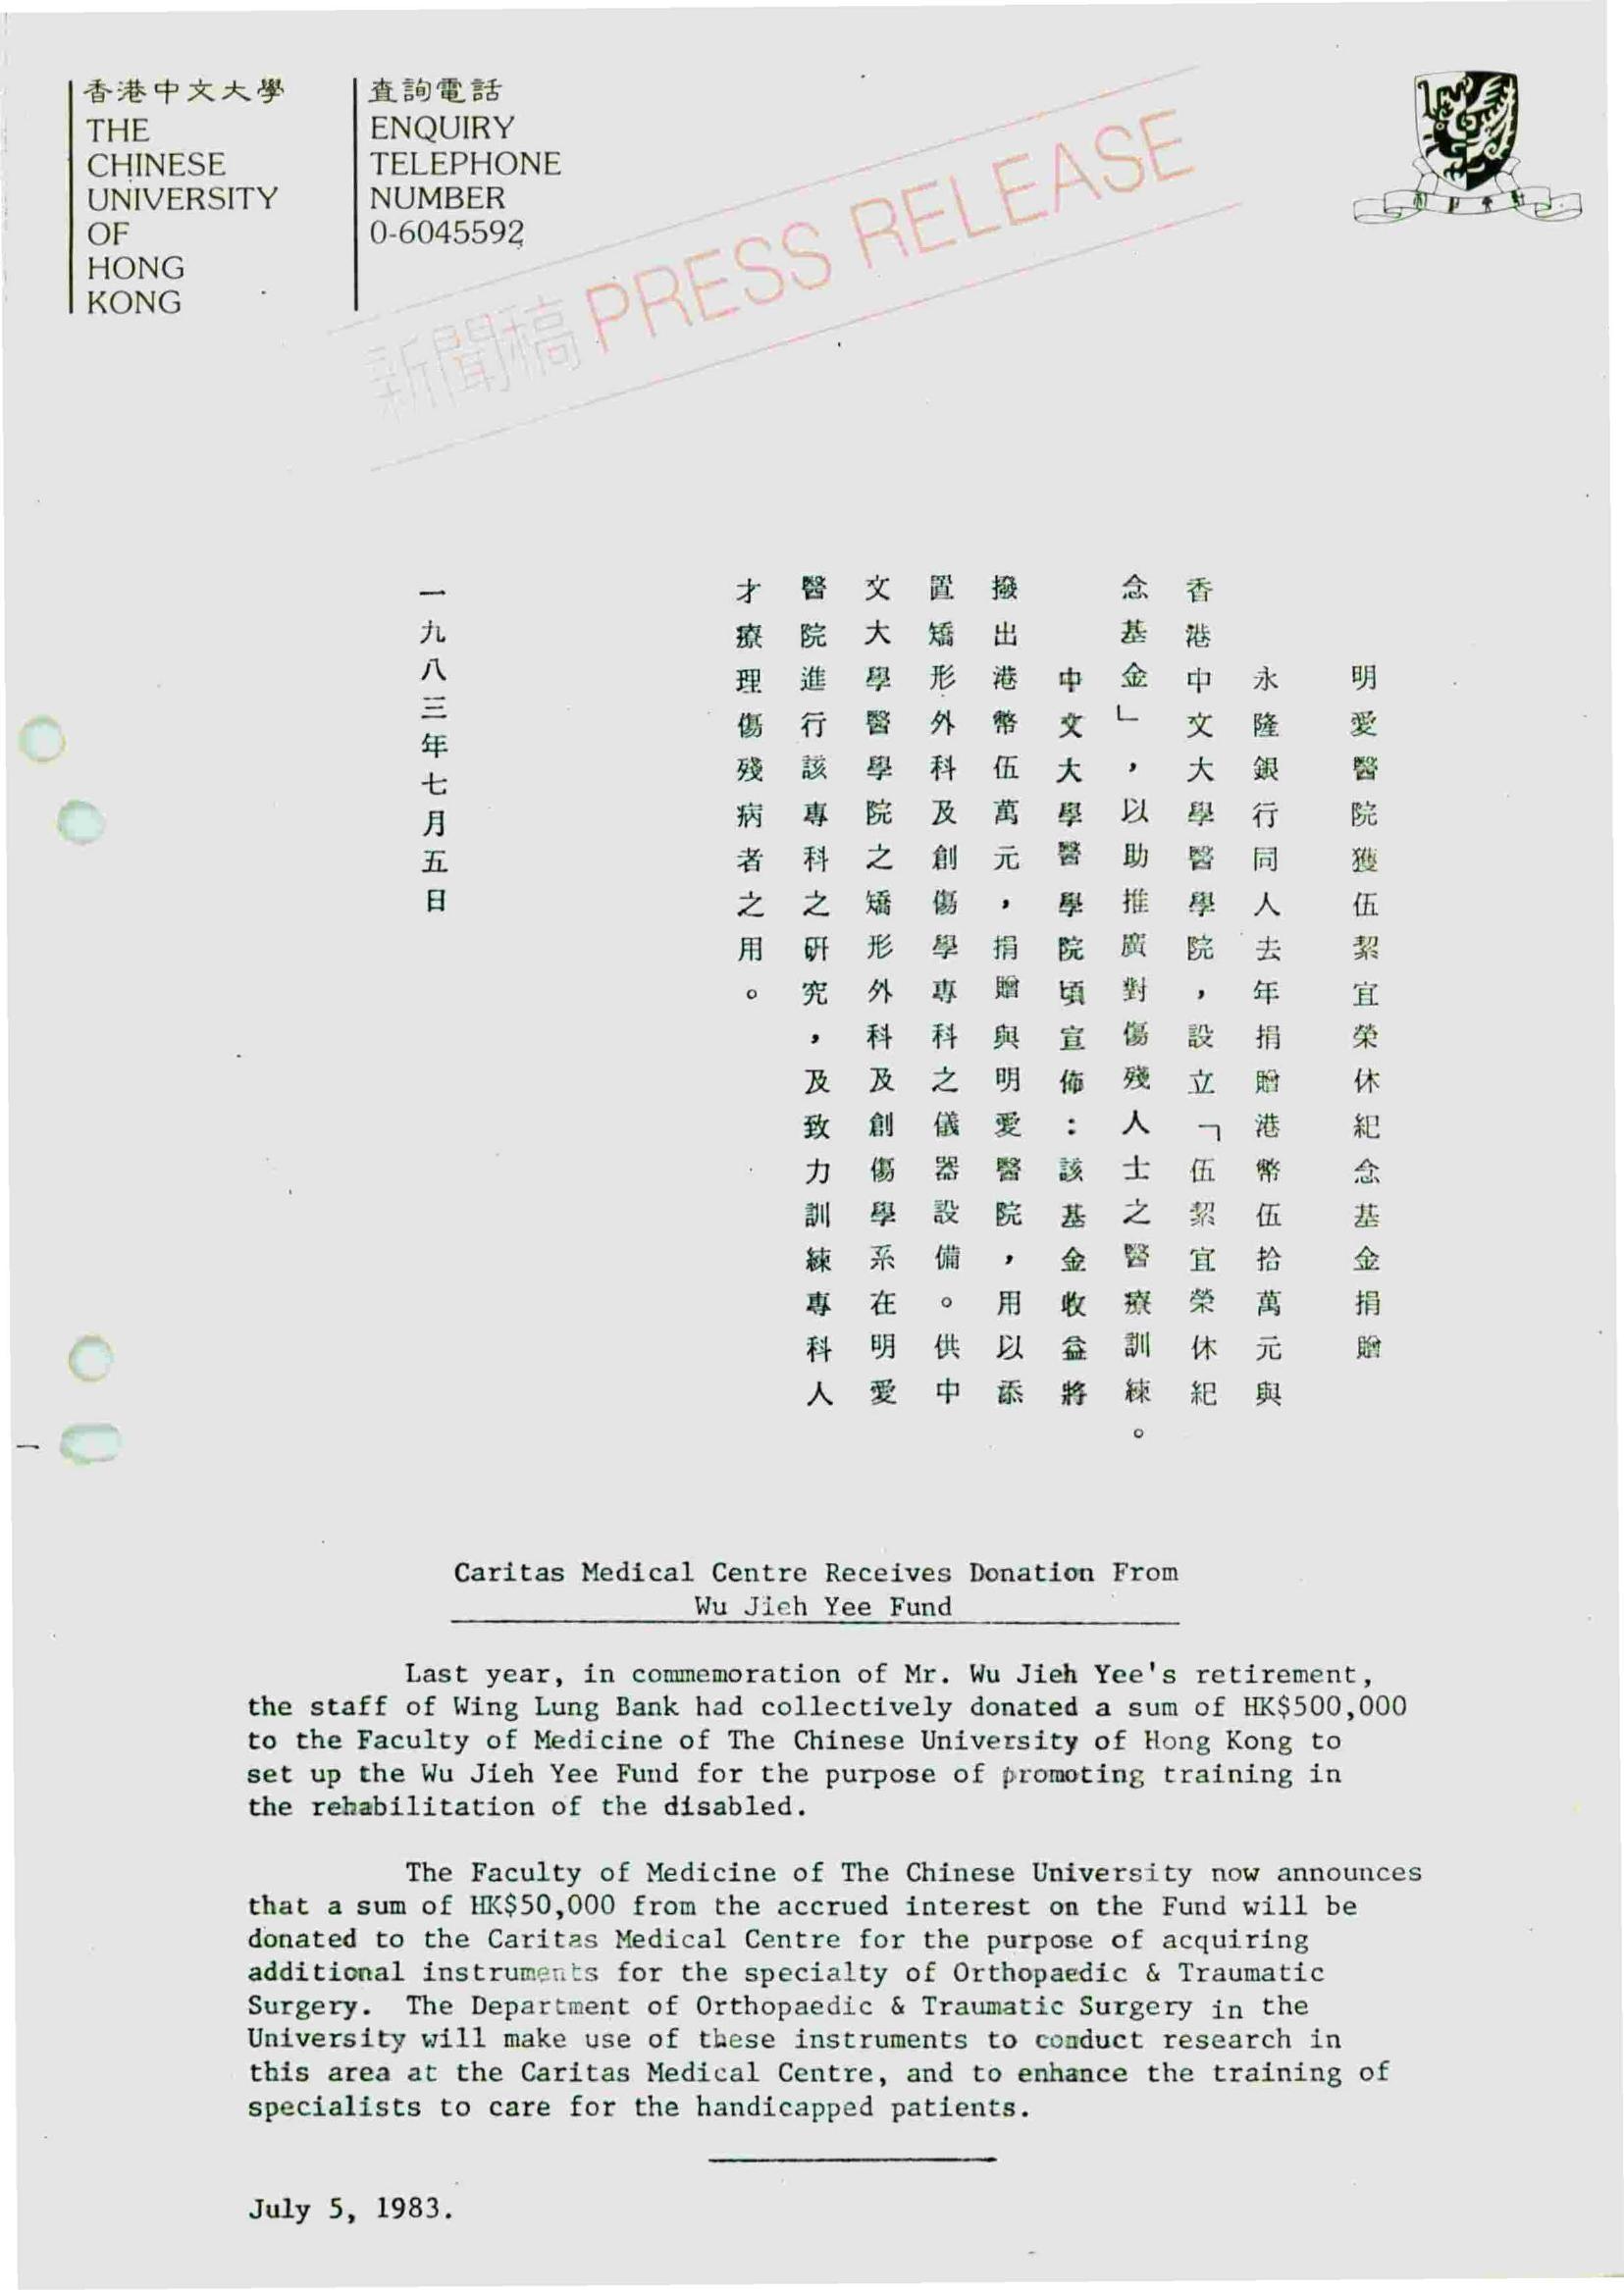 香港中文大學
THE
CHINESE
UNIVERSITY
OF
HONG
KONG
查詢電話
ENQUIRY
TELEPHONE
NUMBER
0-6045592
新聞稿 PRESS RELEASE
明愛醫院獲伍絜宜榮休紀念基金捐贈
永隆銀行同人去年捐贈港幣伍拾萬元與
香港中文大學醫學院，設立「伍絜宜榮休紀
念基金」，以助推廣對傷殘人士之醫療訓練。
中文大學醫學院頃宣佈：該基金收益將
撥出港幣伍萬元，捐贈與明愛醫院，用以添
置矯形外科及創傷學專科之儀器設備。供中
文大學醫學院之矯形外科及創傷學系在明愛
醫院進行該專科之研究，及致力訓練專科人
才療理傷殘病者之用。
一九八三年七月五日
Caritas Medical Centre Receives Donation From
Wu Jieh Yee Fund
Last year, in commemoration of Mr. Wu Jieh Yee's retirement,
the staff of Wing Lung Bank had collectively donated a sum of HK$500,000
to the Faculty of Medicine of The Chinese University of Hong Kong to
set up the Wu Jieh Yee Fund for the purpose of promoting training in
the rehabilitation of the disabled.
The Faculty of Medicine of The Chinese University now announces
that a sum of HK$50,000 from the accrued interest on the Fund will be
donated to the Caritas Medical Centre for the purpose of acquiring
additional instruments for the specialty of Orthopaedic & Traumatic
Surgery. The Department of Orthopaedic & Traumatic Surgery in the
University will make use of these instruments to conduct research in
this area at the Caritas Medical Centre, and to enhance the training of
specialists to care for the handicapped patients.
July 5, 1983.